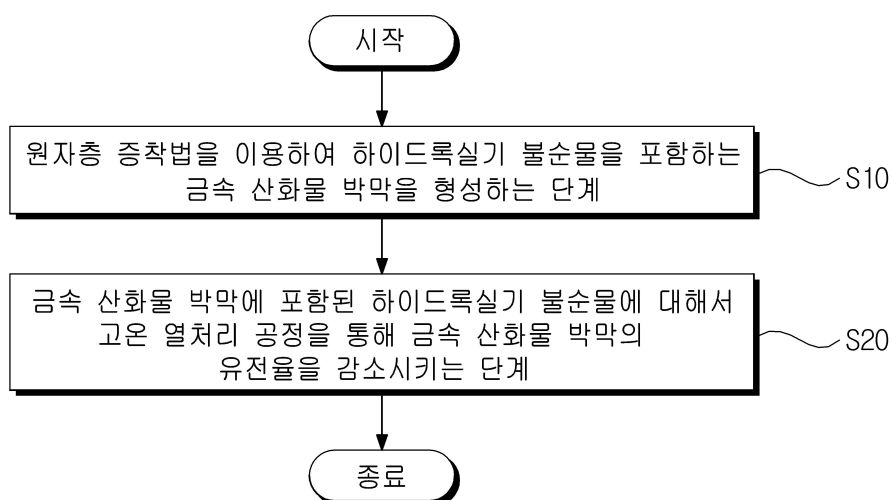 시작
원자층 증착법을 이용하여 하이드록실기 불순물을 포함하는
금속 산화물 박막을 형성하는 단계
S10
금속 산화물 박막에 포함된 하이드록실기 불순물에 대해서
고온 열처리 공정을 통해 금속 산화물 박막의
유전율을 감소시키는 단계
S20
종료